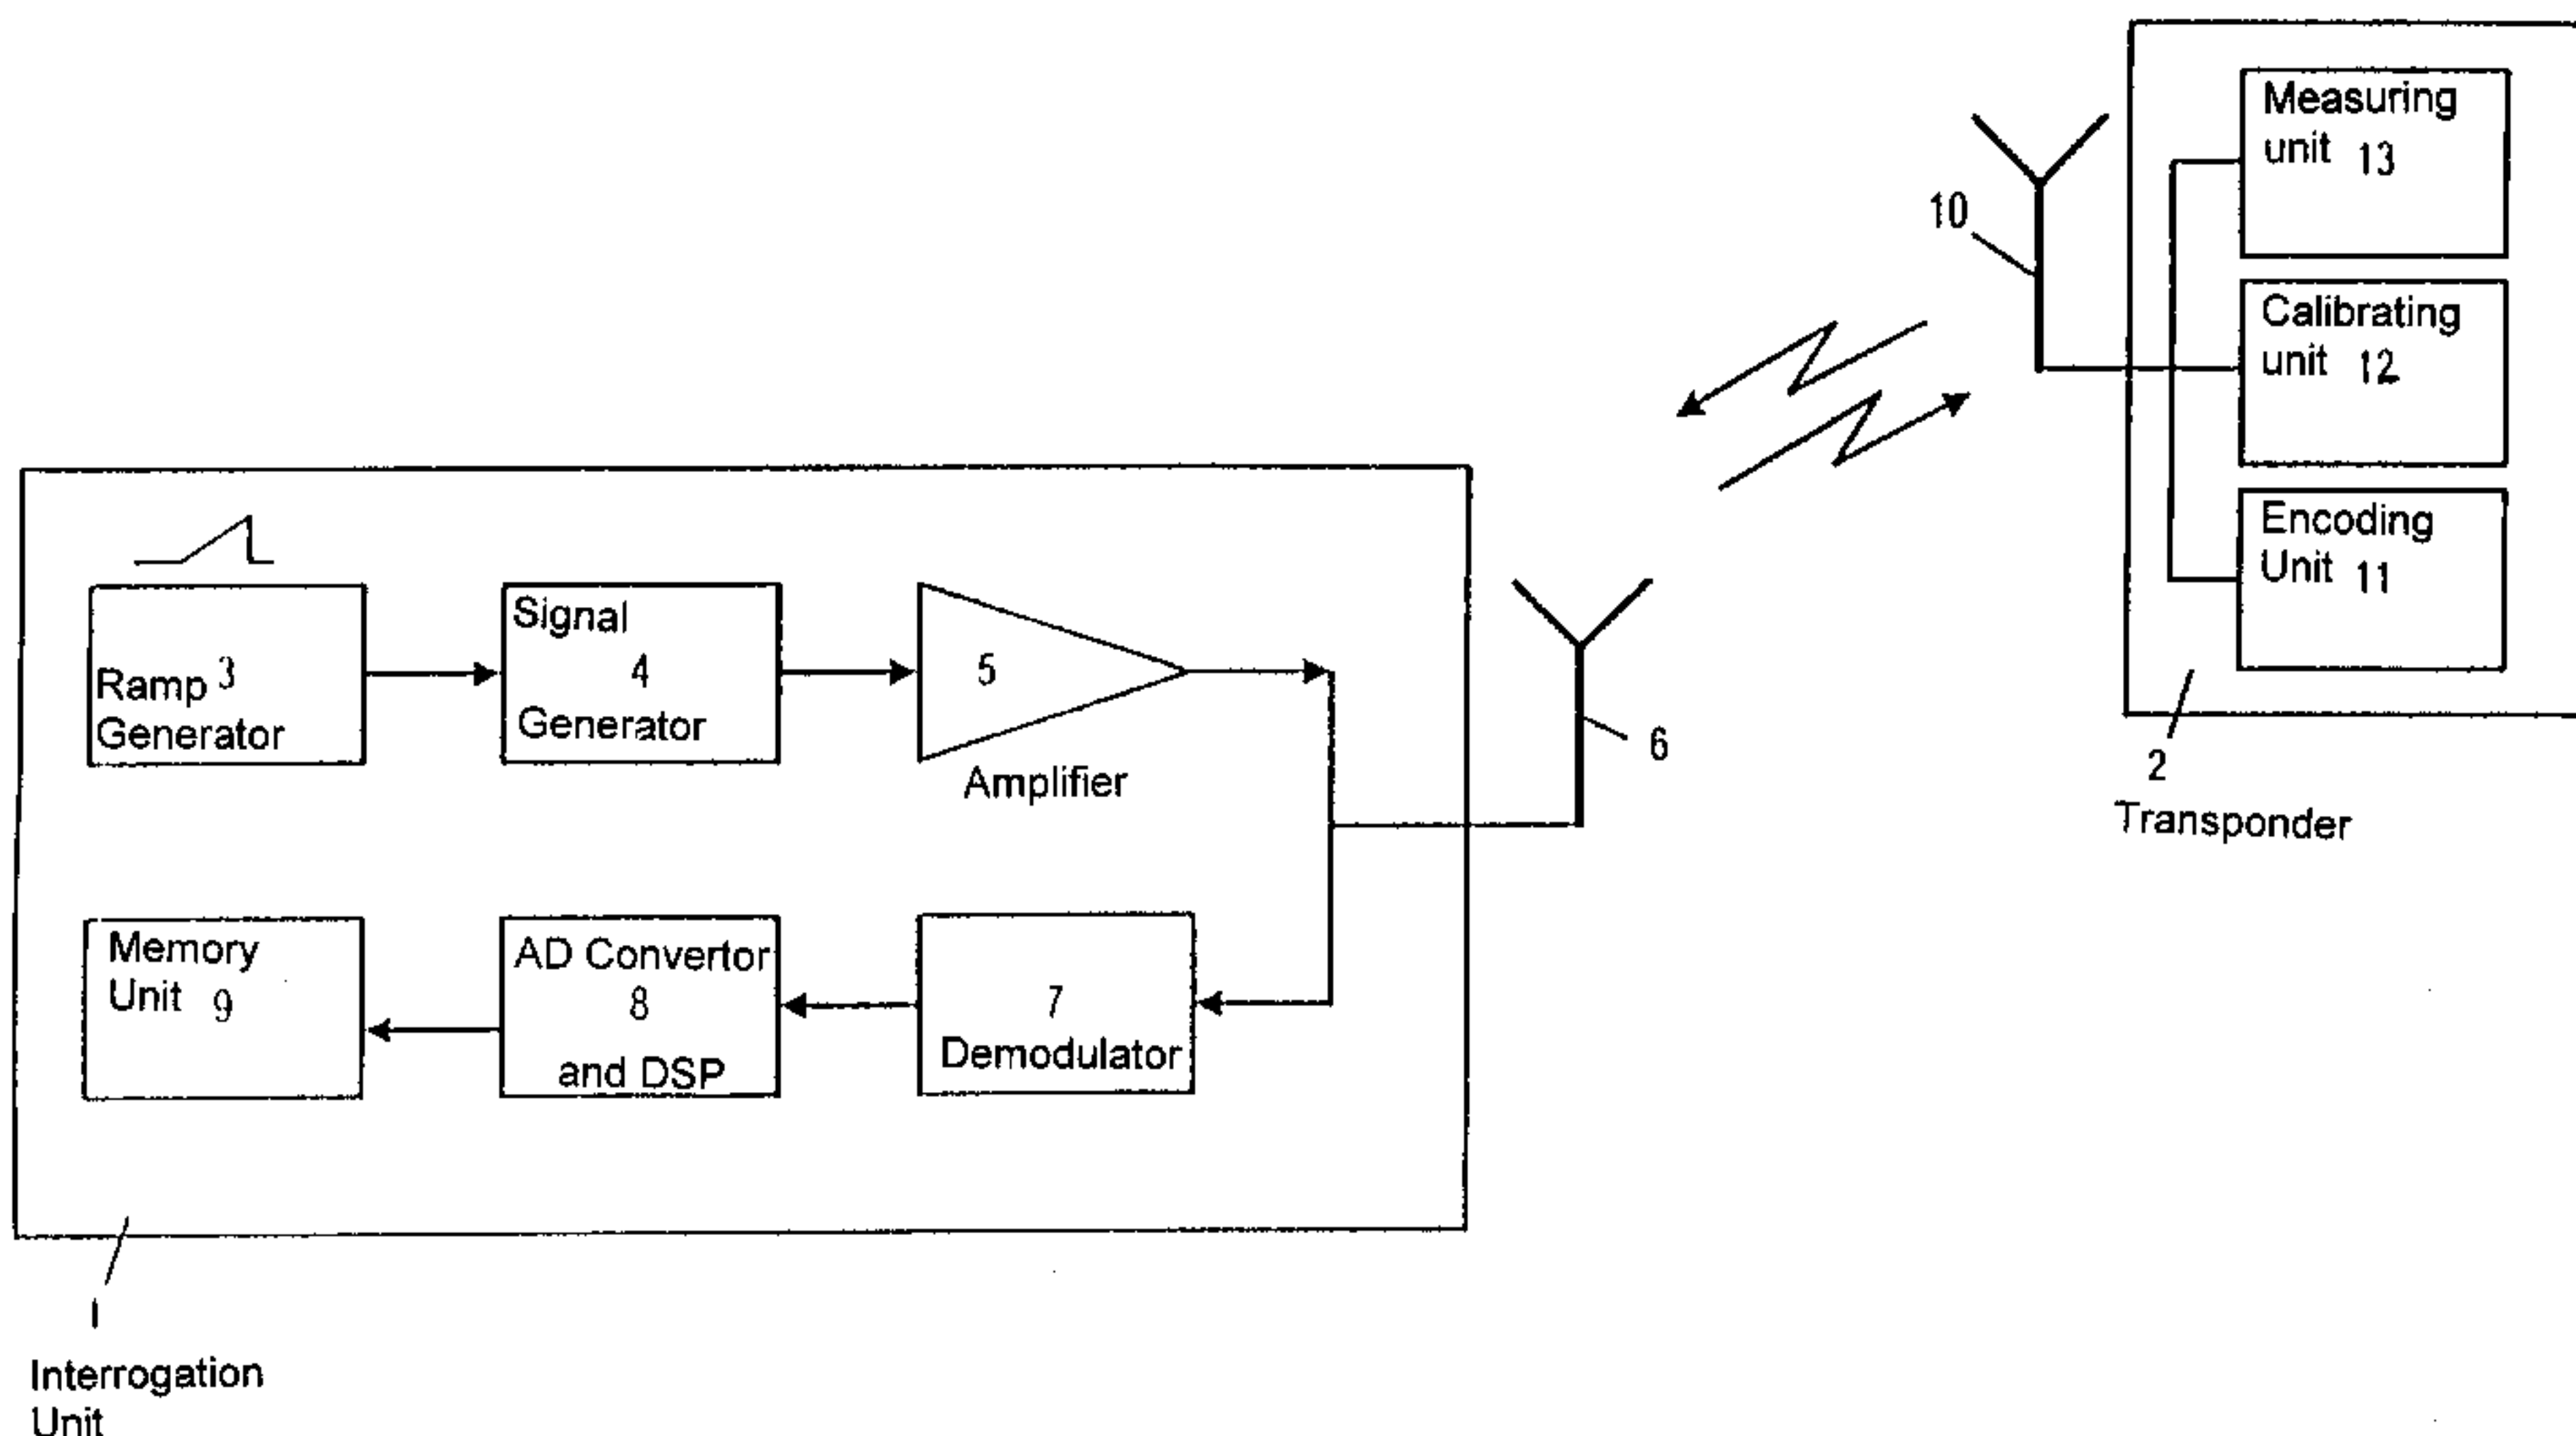 Measuring
unit 13
10
Calibrating
unit 12
Encoding
Unit 11
2
Transponder
Ramp 3
Generator
Signal
4
Generator
5
Amplifier
6
Memory
Unit 9
AD Convertor
8
and DSP
7
Demodulator
1
Interrogation
Unit